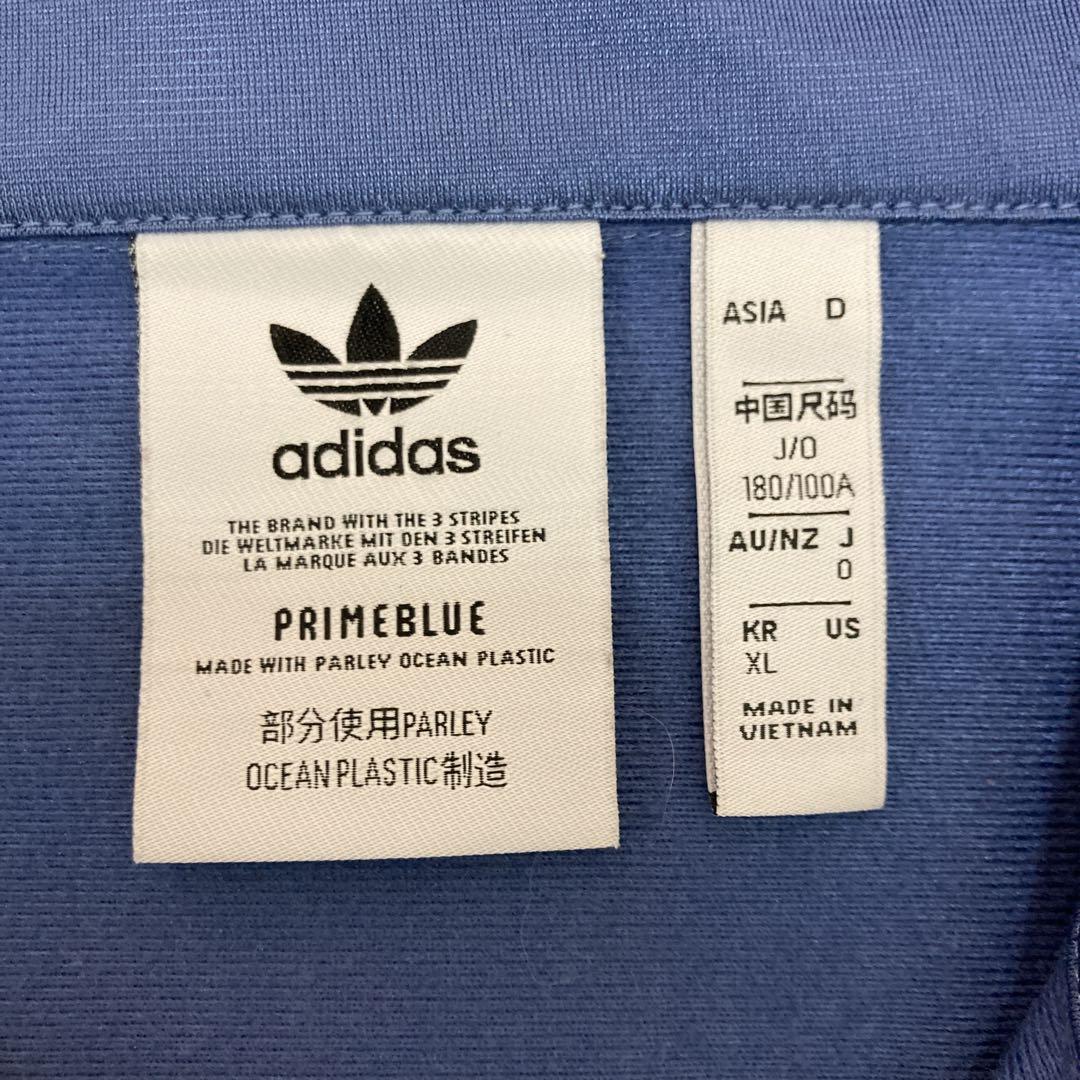 adidas
THE BRAND WITH THE 3 STRIPES
DIE WELTMARKE MIT DEN 3 STREIFEN
LA MARQUE AUX 3 BANDES
PRIMEBLUE
MADE WITH PARLEY OCEAN PLASTIC
部分使用PARLEY
OCEAN PLASTIC制造
ASIA D
中国尺码
J/O
180/100A
AU/NZ J
O
KR US
XL
MADE IN
VIETNAM